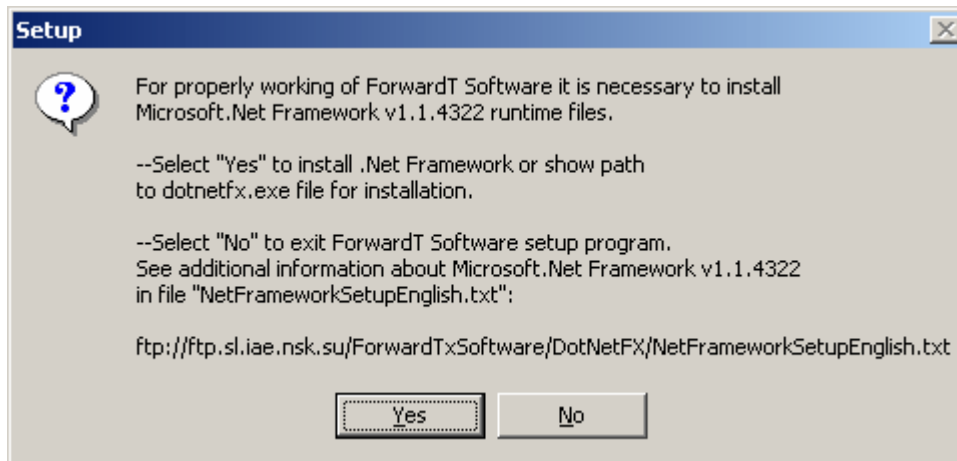 Setup
For properly working of ForwardT Software it is necessary to install
Microsoft.Net Framework v1.1.4322 runtime files.
--Select "Yes" to install .Net Framework or show path
to dotnetfx.exe file for installation.
--Select "No" to exit ForwardT Software setup program.
See additional information about Microsoft.Net Framework v1.1.4322
in file "NetFrameworkSetupEnglish.txt":
ftp://ftp.sl.iae.nsk.su/ForwardTxSoftware/DotNetFX/NetFrameworkSetupEnglish.txt
Yes
No